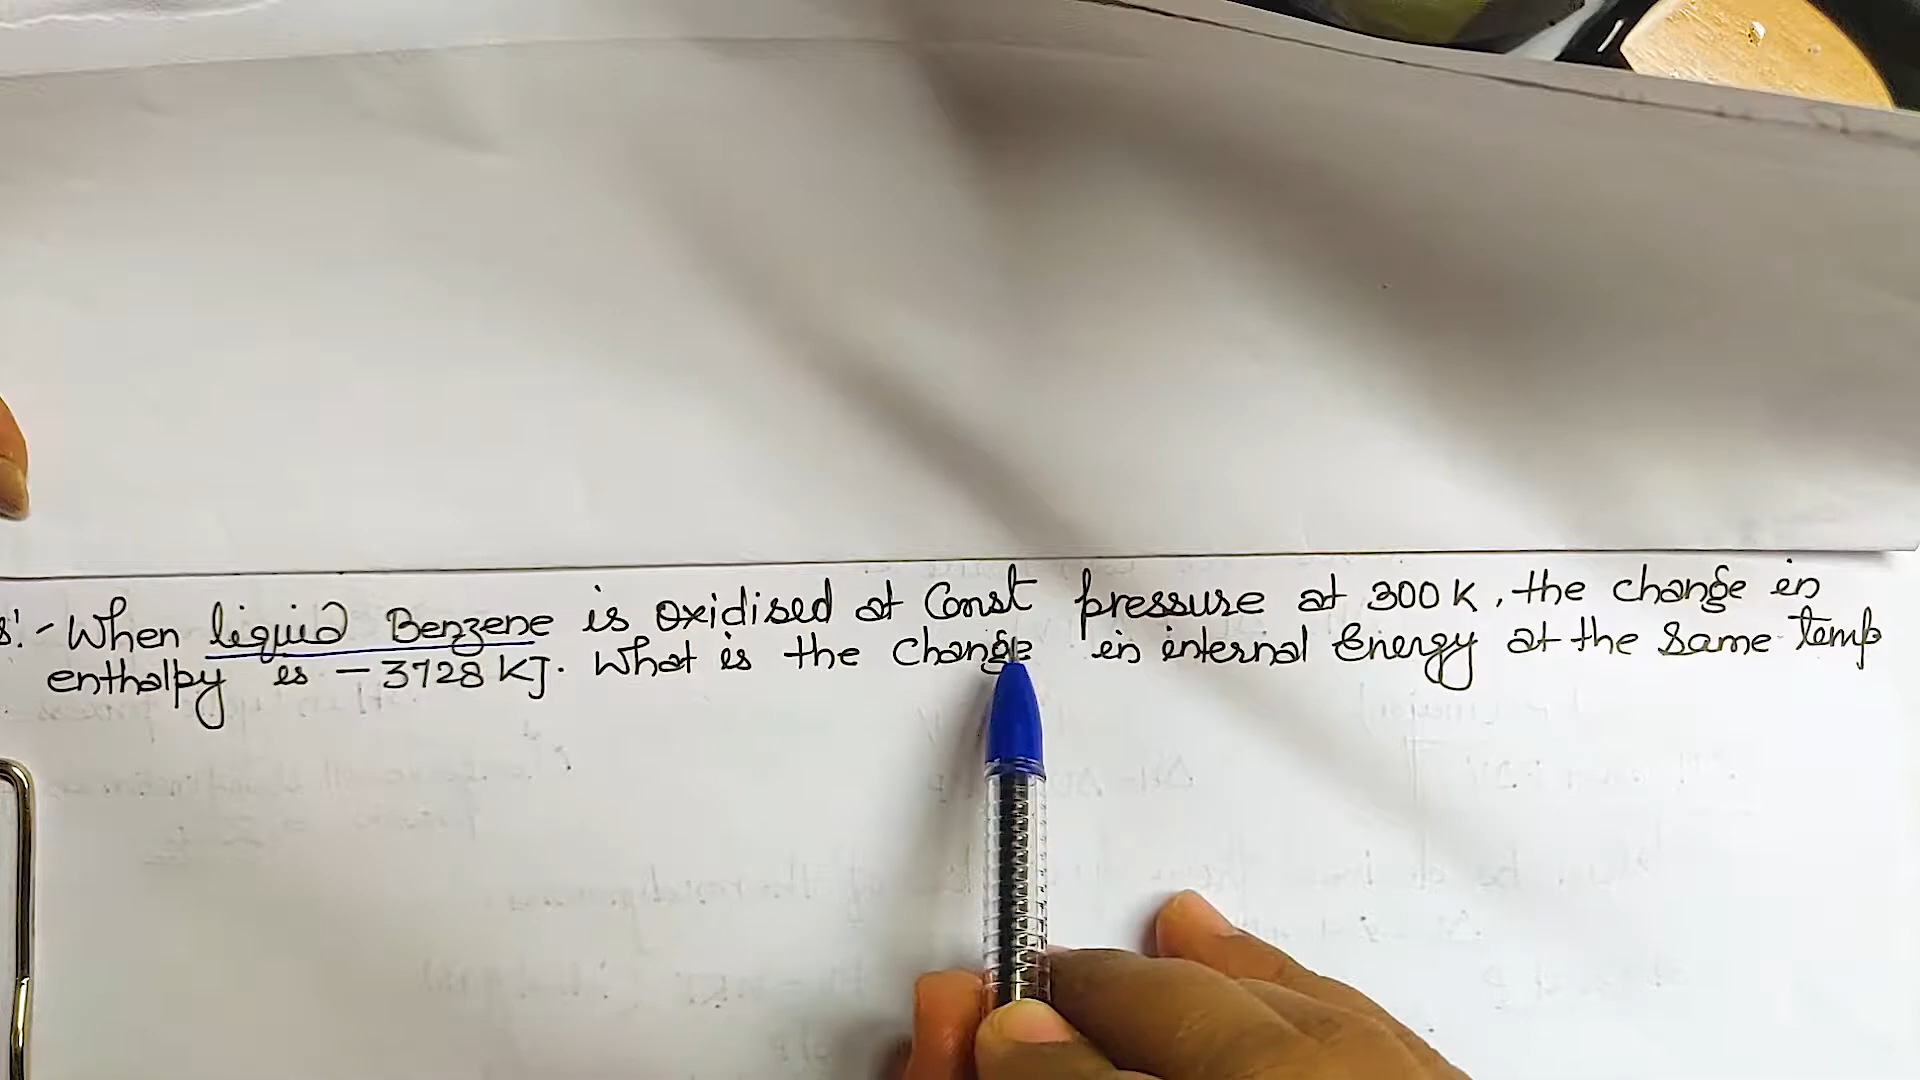 s:- When liquid Benzene is oxidised at Const pressure at 300 K, the change in
enthalpy is - 3728 KJ. What is the change in internal Energy at the same temp